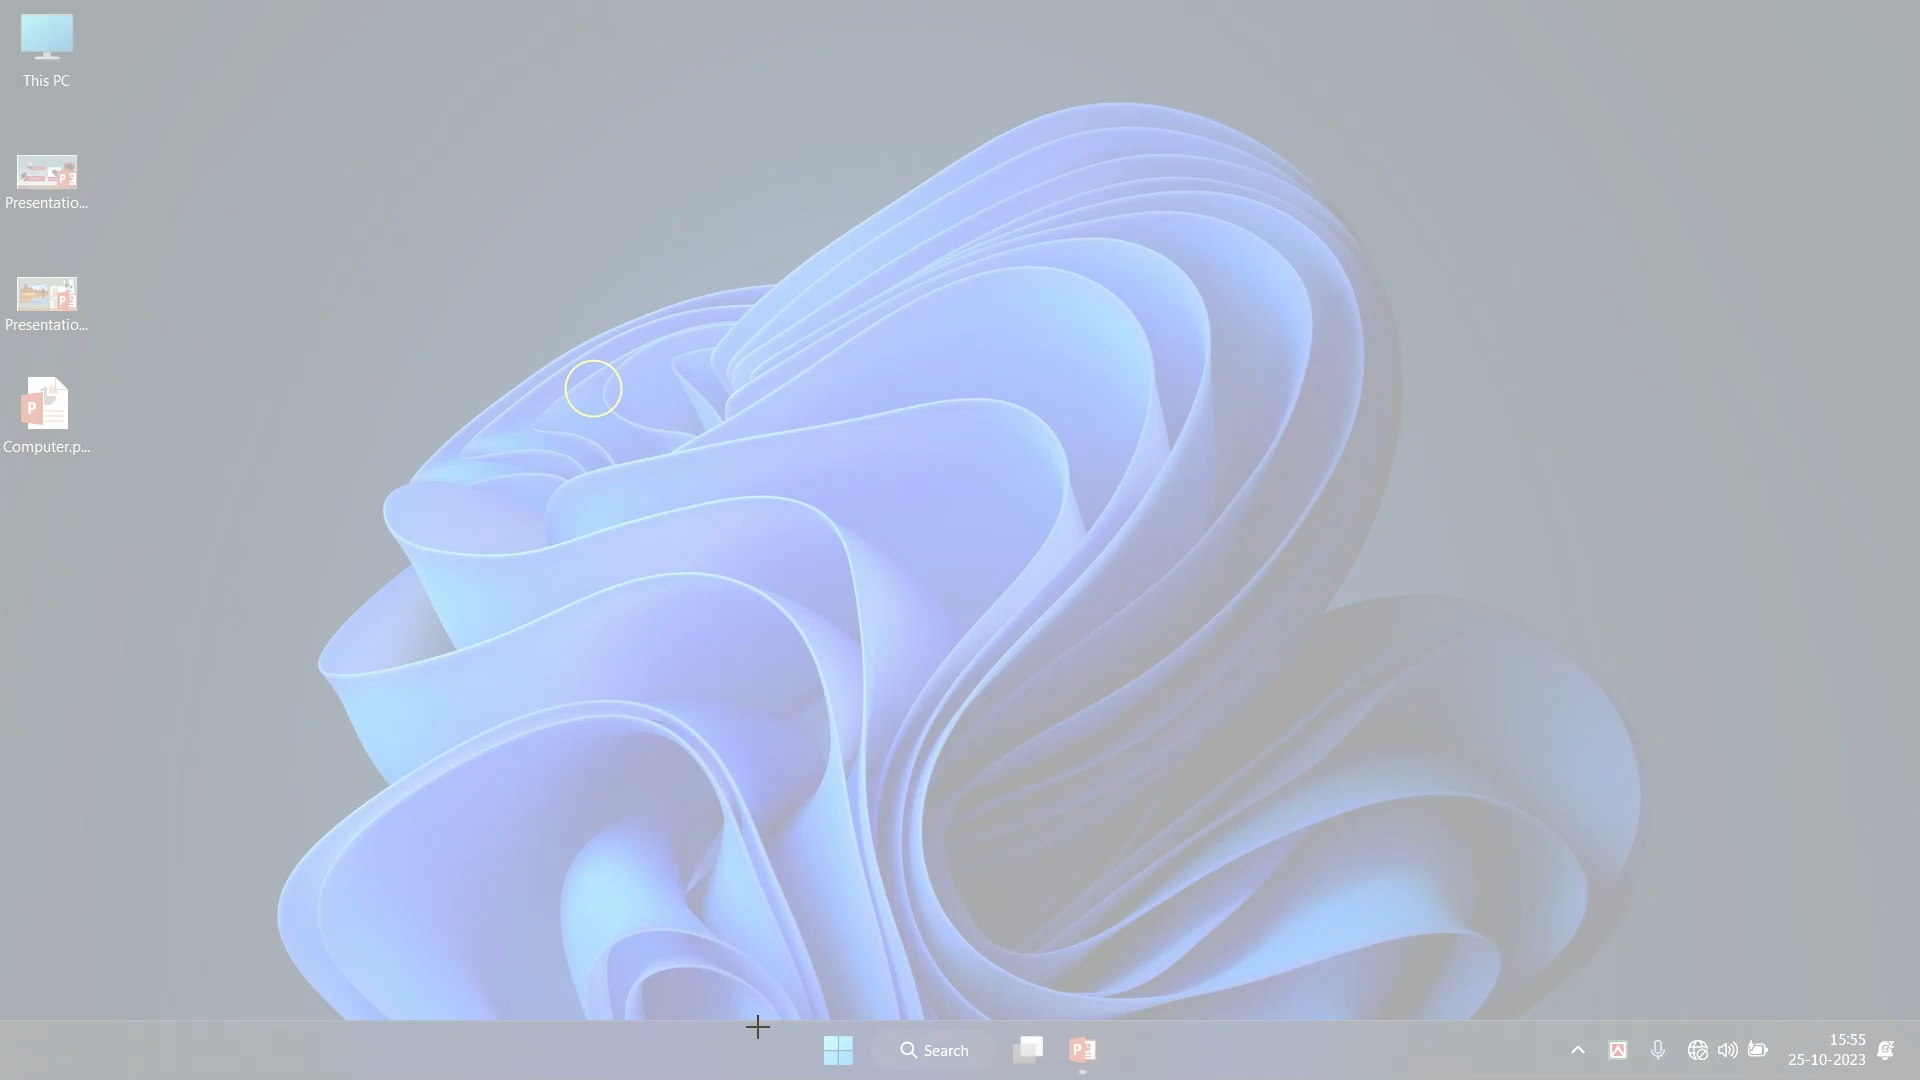 This PC
Presentatio...
Presentatio...
Computer.p...
Search
15:55
25-10-2023